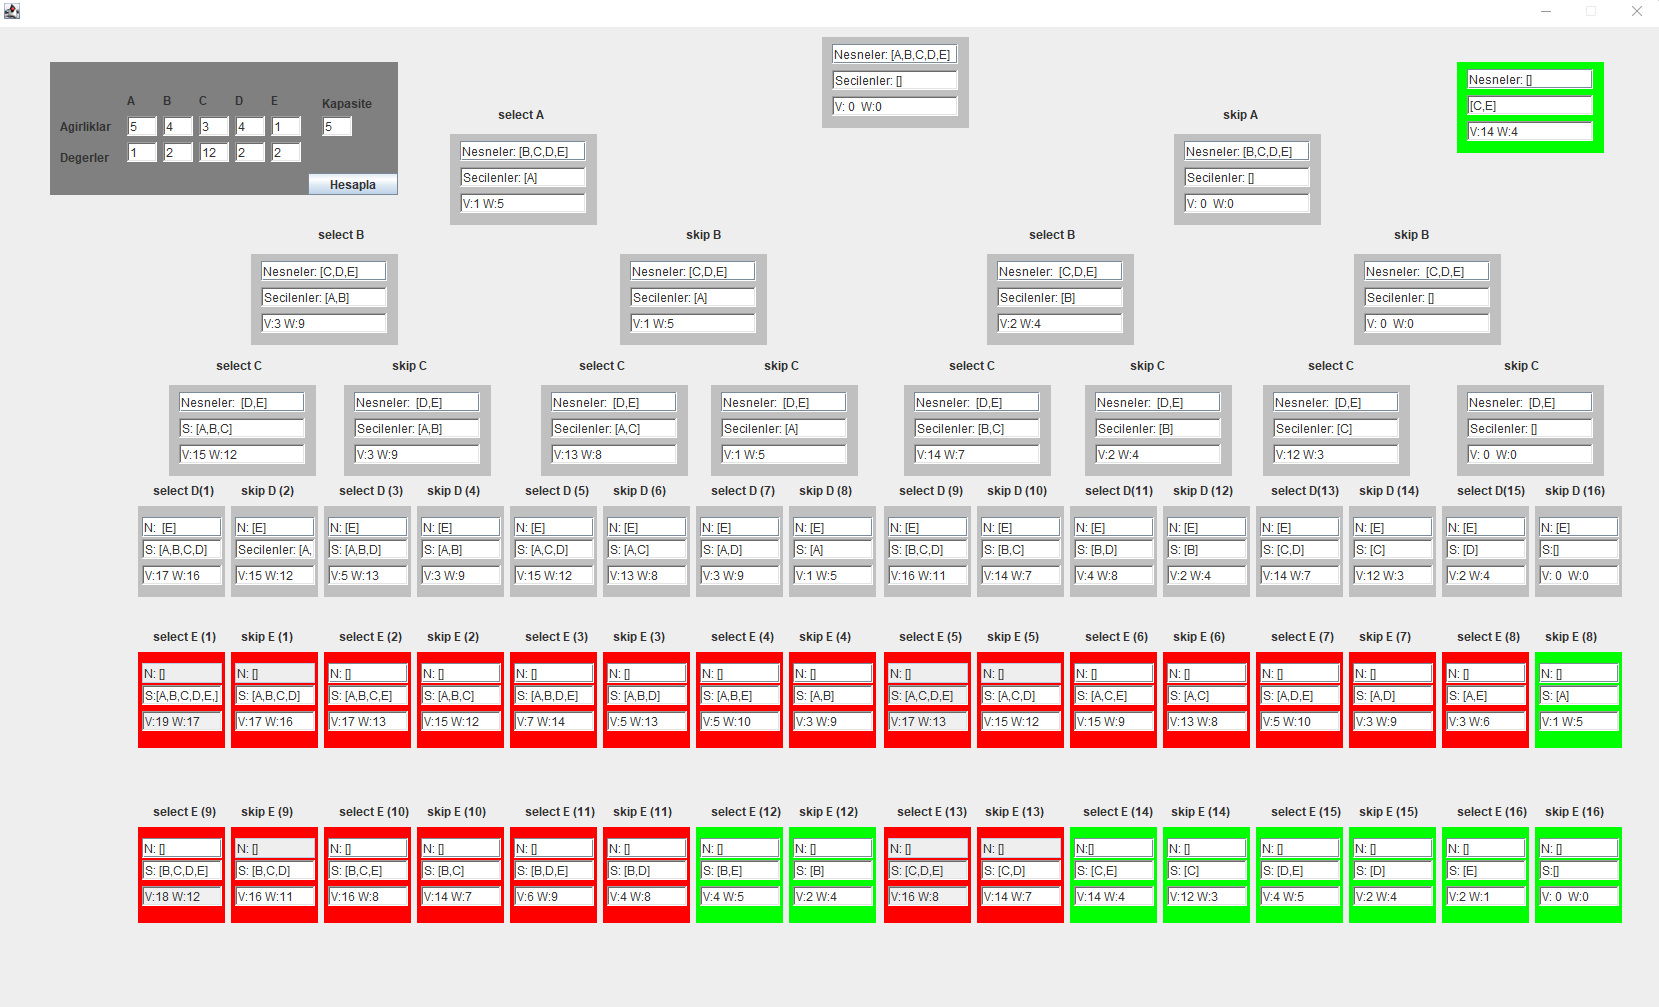 Nesneler: [A,B,C,D,E]
Secilenler: []
V: 0 W:0
A B C D E Kapasite
Agirliklar 5 4 3 4 1 5
Degerler 1 2 12 2 2
Hesapla
Nesneler: []
[C,E]
V:14 W:4
select A skip A
Nesneler: [B,C,D,E] Nesneler: [B,C,D,E]
Secilenler: [A] Secilenler: []
V:1 W:5 V: 0 W:0
select B skip B select B skip B
Nesneler: [C,D,E] Nesneler: [C,D,E] Nesneler: [C,D,E] Nesneler: [C,D,E]
Secilenler: [A,B] Secilenler: [A] Secilenler: [B] Secilenler: []
V:3 W:9 V:1 W:5 V:2 W:4 V: 0 W:0
select C skip C select C skip C select C skip C select C skip C
Nesneler: [D,E] Nesneler: [D,E] Nesneler: [D,E] Nesneler: [D,E] Nesneler: [D,E] Nesneler: [D,E] Nesneler: [D,E] Nesneler: [D,E]
S: [A,B,C] Secilenler: [A,B] Secilenler: [A,C] Secilenler: [A] Secilenler: [B,C] Secilenler: [B] Secilenler: [C] Secilenler: []
V:15 W:12 V:3 W:9 V:13 W:8 V:1 W:5 V:14 W:7 V:2 W:4 V:12 W:3 V: 0 W:0
select D(1) skip D (2) select D (3) skip D (4) select D (5) skip D (6) select D (7) skip D (8) select D (9) skip D (10) select D(11) skip D (12) select D(13) skip D (14) select D(15) skip D (16)
N: [E] N: [E] N: [E] N: [E] N: [E] N: [E] N: [E] N: [E] N: [E] N: [E] N: [E] N: [E] N: [E] N: [E] N: [E] N: [E]
S: [A,B,C,D] Secilenler: [A, S: [A,B,D] S: [A,B] S: [A,C,D] S: [A,C] S: [A,D] S: [A] S: [B,C,D] S: [B,C] S: [B,D] S: [B] S: [C,D] S: [C] S: [D] S:[]
V:17 W:16 V:15 W:12 V:5 W:13 V:3 W:9 V:15 W:12 V:13 W:8 V:3 W:9 V:1 W:5 V:16 W:11 V:14 W:7 V:4 W:8 V:2 W:4 V:14 W:7 V:12 W:3 V:2 W:4 V: 0 W:0
select E (1) skip E (1) select E (2) skip E (2) select E (3) skip E (3) select E (4) skip E (4) select E (5) skip E (5) select E (6) skip E (6) select E (7) skip E (7) select E (8) skip E (8)
N: [] N: [] N: [] N: [] N: [] N: [] N: [] N: [] N: [] N: [] N: [] N: [] N: [] N: [] N: [] N: []
S:[A,B,C,D,E,] S: [A,B,C,D] S: [A,B,C,E] S: [A,B,C] S: [A,B,D,E] S: [A,B,D] S: [A,B,E] S: [A,B] S: [A,C,D,E] S: [A,C,D] S: [A,C,E] S: [A,C] S: [A,D,E] S: [A,D] S: [A,E] S: [A]
V:19 W:17 V:17 W:16 V:17 W:13 V:15 W:12 V:7 W:14 V:5 W:13 V:5 W:10 V:3 W:9 V:17 W:13 V:15 W:12 V:15 W:9 V:13 W:8 V:5 W:10 V:3 W:9 V:3 W:6 V:1 W:5
select E (9) skip E (9) select E (10) skip E (10) select E (11) skip E (11) select E (12) skip E (12) select E (13) skip E (13) select E (14) skip E (14) select E (15) skip E (15) select E (16) skip E (16)
N: [] N: [] N: [] N: [] N: [] N: [] N: [] N: [] N: [] N: [] N:[] N: [] N: [] N: [] N: [] N: []
S: [B,C,D,E] S: [B,C,D] S: [B,C,E] S: [B,C] S: [B,D,E] S: [B,D] S: [B,E] S: [B] S: [C,D,E] S: [C,D] S: [C,E] S: [C] S: [D,E] S: [D] S: [E] S:[]
V:18 W:12 V:16 W:11 V:16 W:8 V:14 W:7 V:6 W:9 V:4 W:8 V:4 W:5 V:2 W:4 V:16 W:8 V:14 W:7 V:14 W:4 V:12 W:3 V:4 W:5 V:2 W:4 V:2 W:1 V: 0 W:0